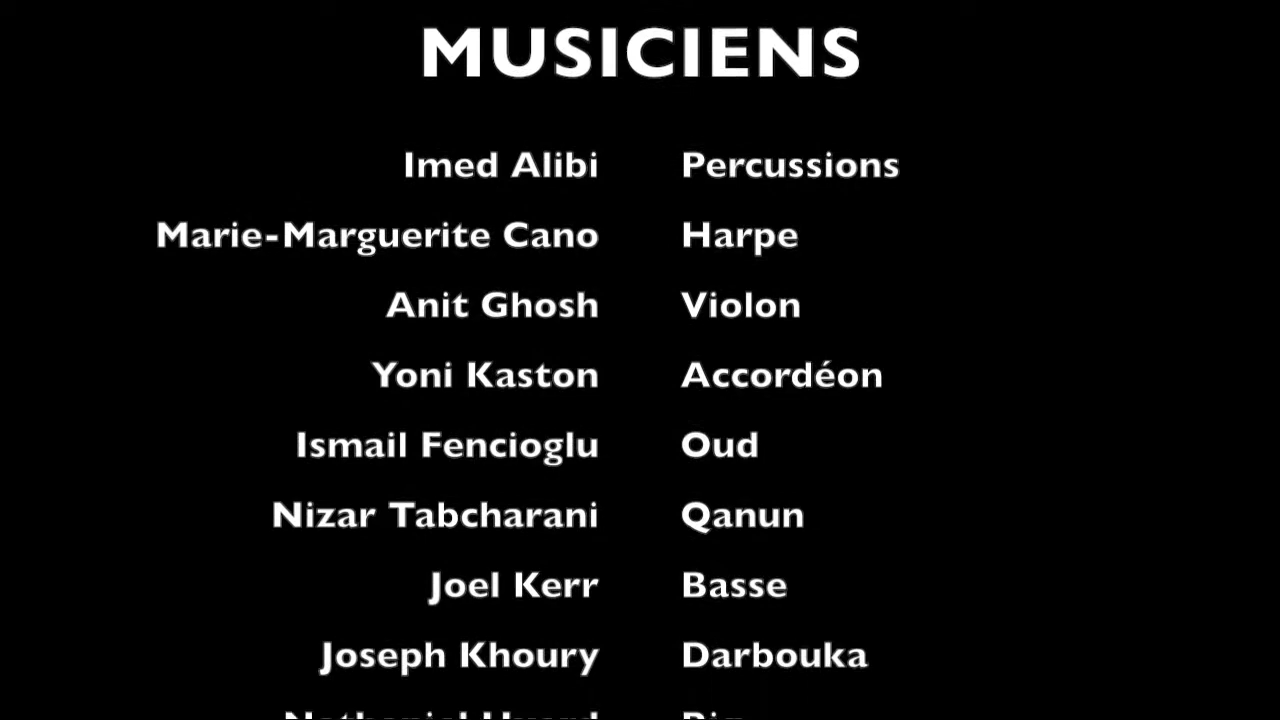 MUSICIENS
Imed Alibi Percussions
Marie-Marguerite Cano Harpe
Anit Ghosh Violon
Yoni Kaston Accordéon
Ismail Fencioglu Oud
Nizar Tabcharani Qanun
Joel Kerr Basse
Joseph Khoury Darbouka